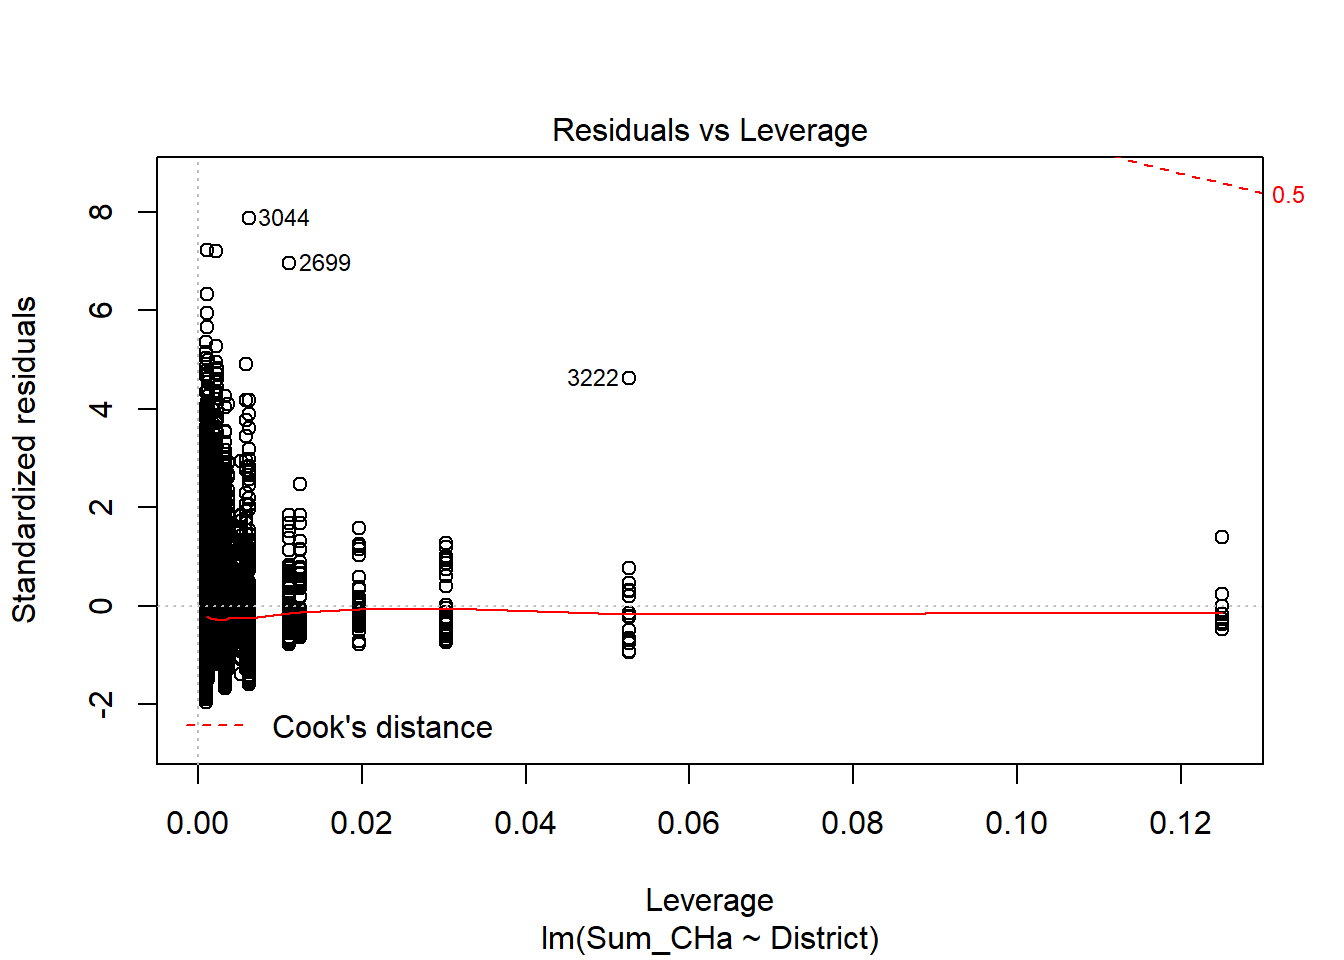 Residuals vs Leverage
Standardized residuals
8
6
4
2
0
-2
3044
2699
3222
0.5
Cook's distance
0.00 0.02 0.04 0.06 0.08 0.10 0.12
Leverage
lm(Sum_CHa ~ District)